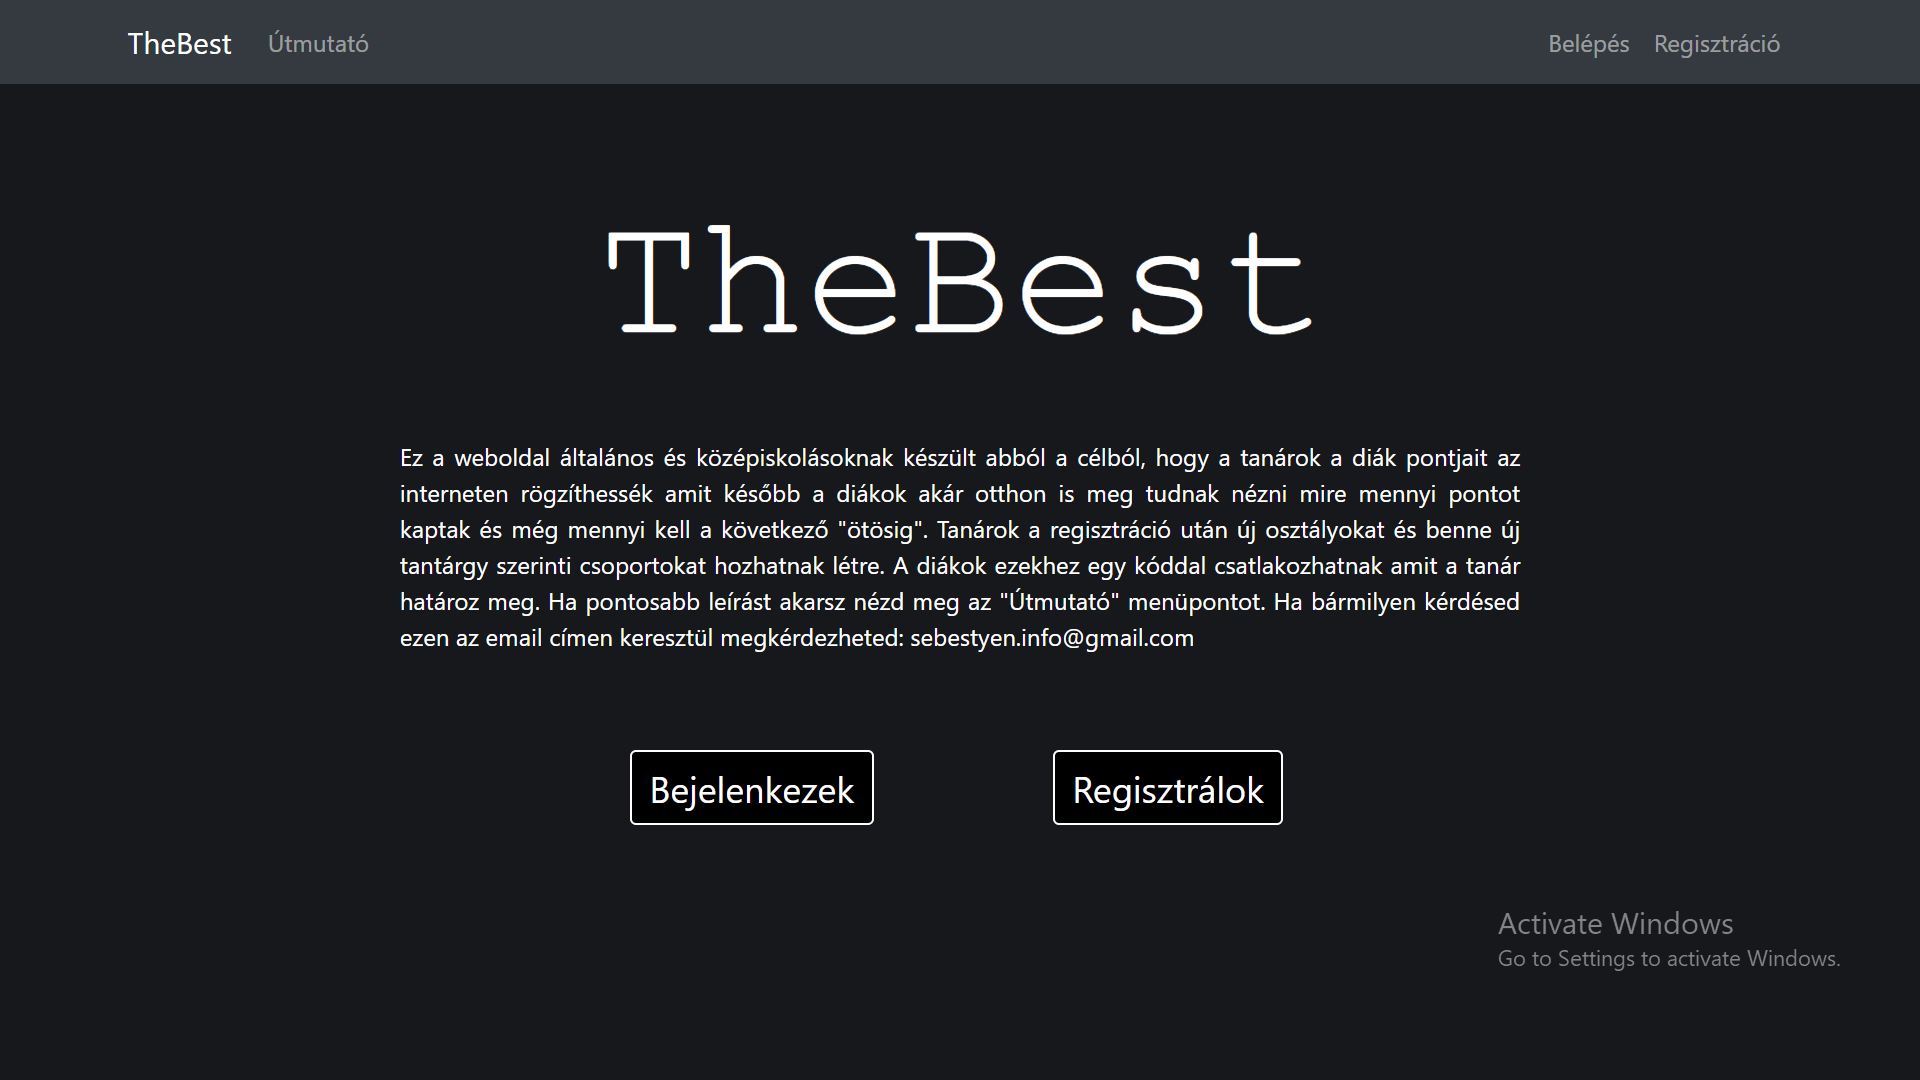 TheBest Útmutató Belépés Regisztráció
TheBest
Ez a weboldal általános és középiskolásoknak készült abból a célból, hogy a tanárok a diák pontjait az
interneten rögzíthessék amit később a diákok akár otthon is meg tudnak nézni mire mennyi pontot
kaptak és még mennyi kell a következő "ötösig". Tanárok a regisztráció után új osztályokat és benne új
tantárgy szerinti csoportokat hozhatnak létre. A diákok ezekhez egy kóddal csatlakozhatnak amit a tanár
határoz meg. Ha pontosabb leírást akarsz nézd meg az "Útmutató" menüpontot. Ha bármilyen kérdésed
ezen az email címen keresztül megkérdezheted: sebestyen.info@gmail.com
Bejelenkezek Regisztrálok
Activate Windows
Go to Settings to activate Windows.